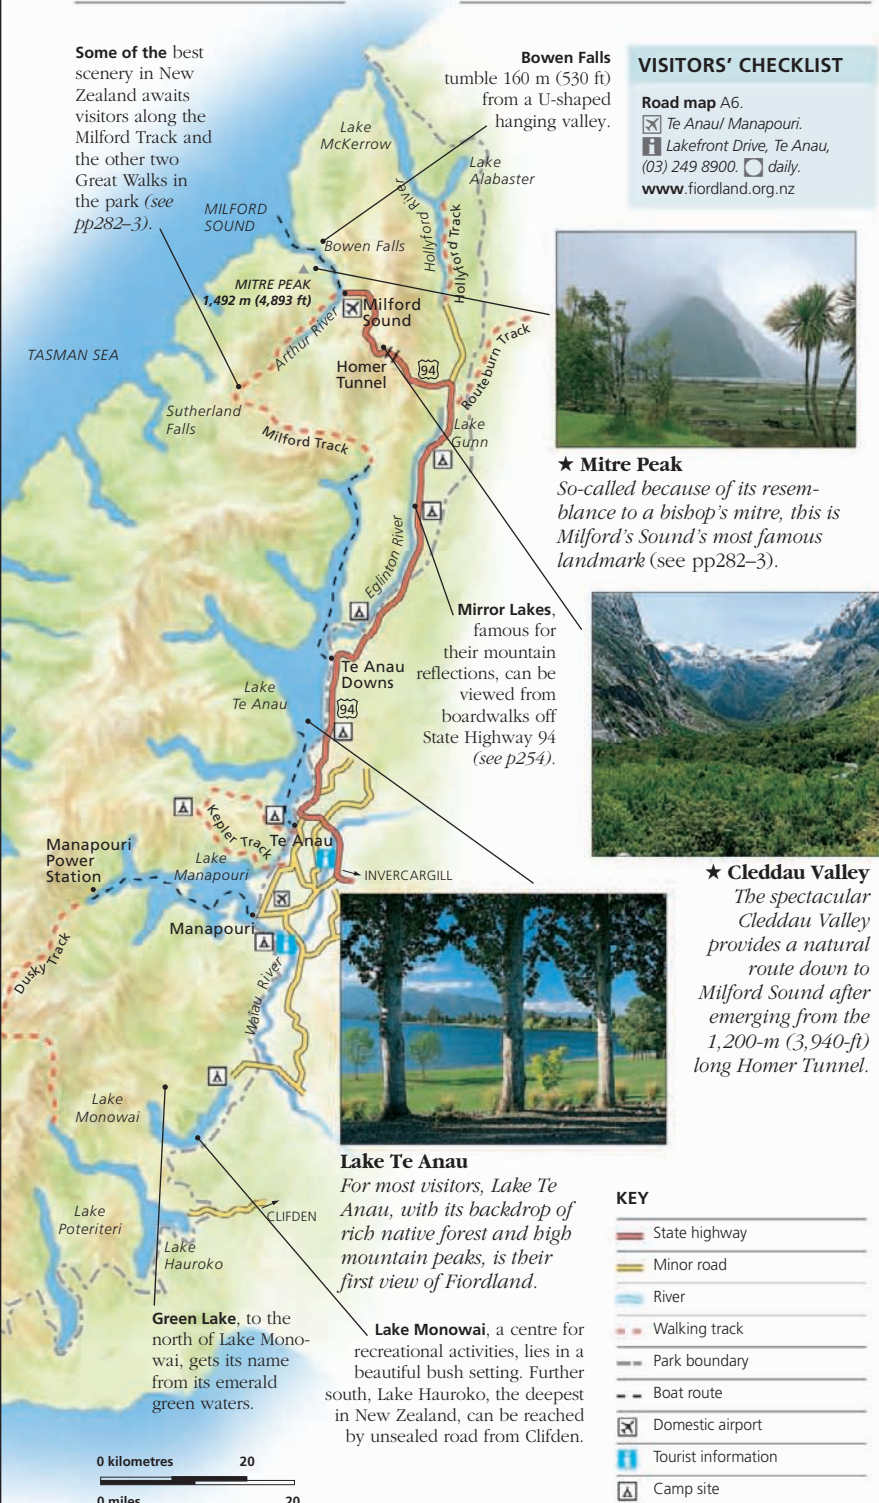 Some of the best
scenery in New
Zealand awaits
visitors along the
Milford Track and
the other two
Great Walks in
the park (see
pp282–3).
Bowen Falls
tumble 160 m (530 ft)
from a U-shaped
hanging valley.
VISITORS' CHECKLIST
Road map A6.
Te Anau/ Manapouri.
Lakefront Drive, Te Anau,
(03) 249 8900. daily.
www.fiordland.org.nz
Lake
McKerrow
Lake
Alabaster
Hollyford River
Hollyford Track
MILFORD
SOUND
Bowen Falls
MITRE PEAK
1,492 m (4,893 ft)
Milford
Sound
Arthur River
TASMAN SEA
Homer
Tunnel
94
Routeburn Track
Sutherland
Falls
Milford Track
Lake
Gunn
★ Mitre Peak
So-called because of its resem-
blance to a bishop's mitre, this is
Milford's Sound's most famous
landmark (see pp282–3).
Eglinton River
Mirror Lakes,
famous for
their mountain
reflections, can be
viewed from
boardwalks off
State Highway 94
(see p254).
Te Anau
Downs
Lake
Te Anau
94
Kepler Track
Te Anau
Manapouri
Power
Station
Lake
Manapouri
INVERCARGILL
Manapouri
Dusky Track
Waiau River
★ Cleddau Valley
The spectacular
Cleddau Valley
provides a natural
route down to
Milford Sound after
emerging from the
1,200-m (3,940-ft)
long Homer Tunnel.
Lake
Monowai
Lake Te Anau
For most visitors, Lake Te
Anau, with its backdrop of
rich native forest and high
mountain peaks, is their
first view of Fiordland.
Lake
Poteriteri
CLIFDEN
Lake
Hauroko
Green Lake, to the
north of Lake Mono-
wai, gets its name
from its emerald
green waters.
Lake Monowai, a centre for
recreational activities, lies in a
beautiful bush setting. Further
south, Lake Hauroko, the deepest
in New Zealand, can be reached
by unsealed road from Clifden.
KEY
State highway
Minor road
River
Walking track
Park boundary
Boat route
Domestic airport
Tourist information
Camp site
0 kilometres 20
0 miles 20